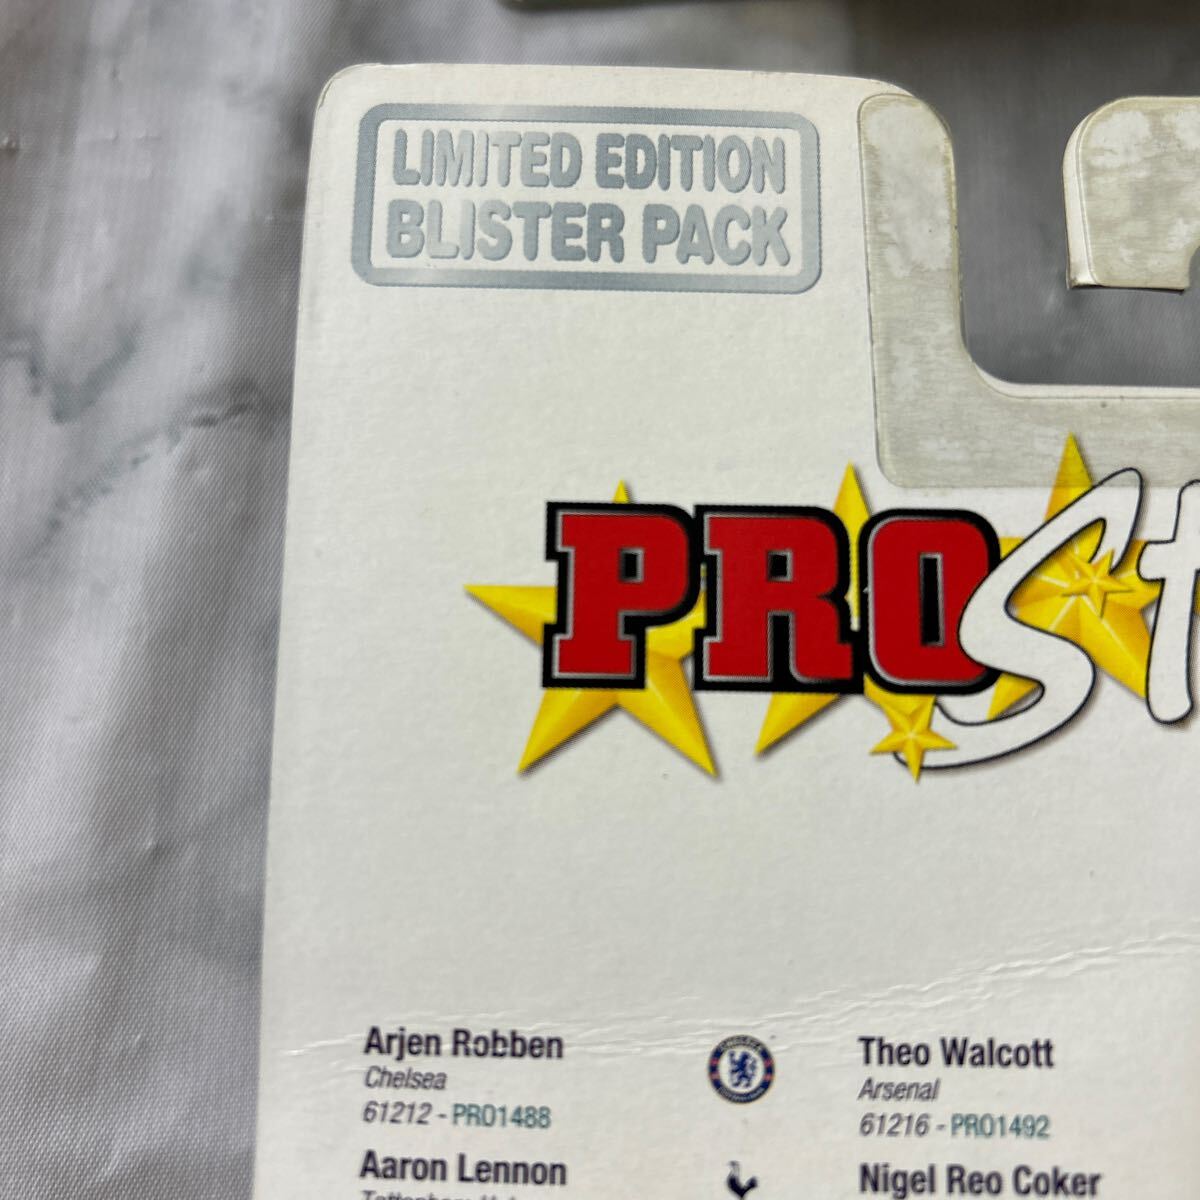 LIMITED EDITION
BLISTER PACK
PROSt
Arjen Robben
Chelsea
61212 - PRO1488
Aaron Lennon
Theo Walcott
Arsenal
61216 - PRO1492
Nigel Reo Coker